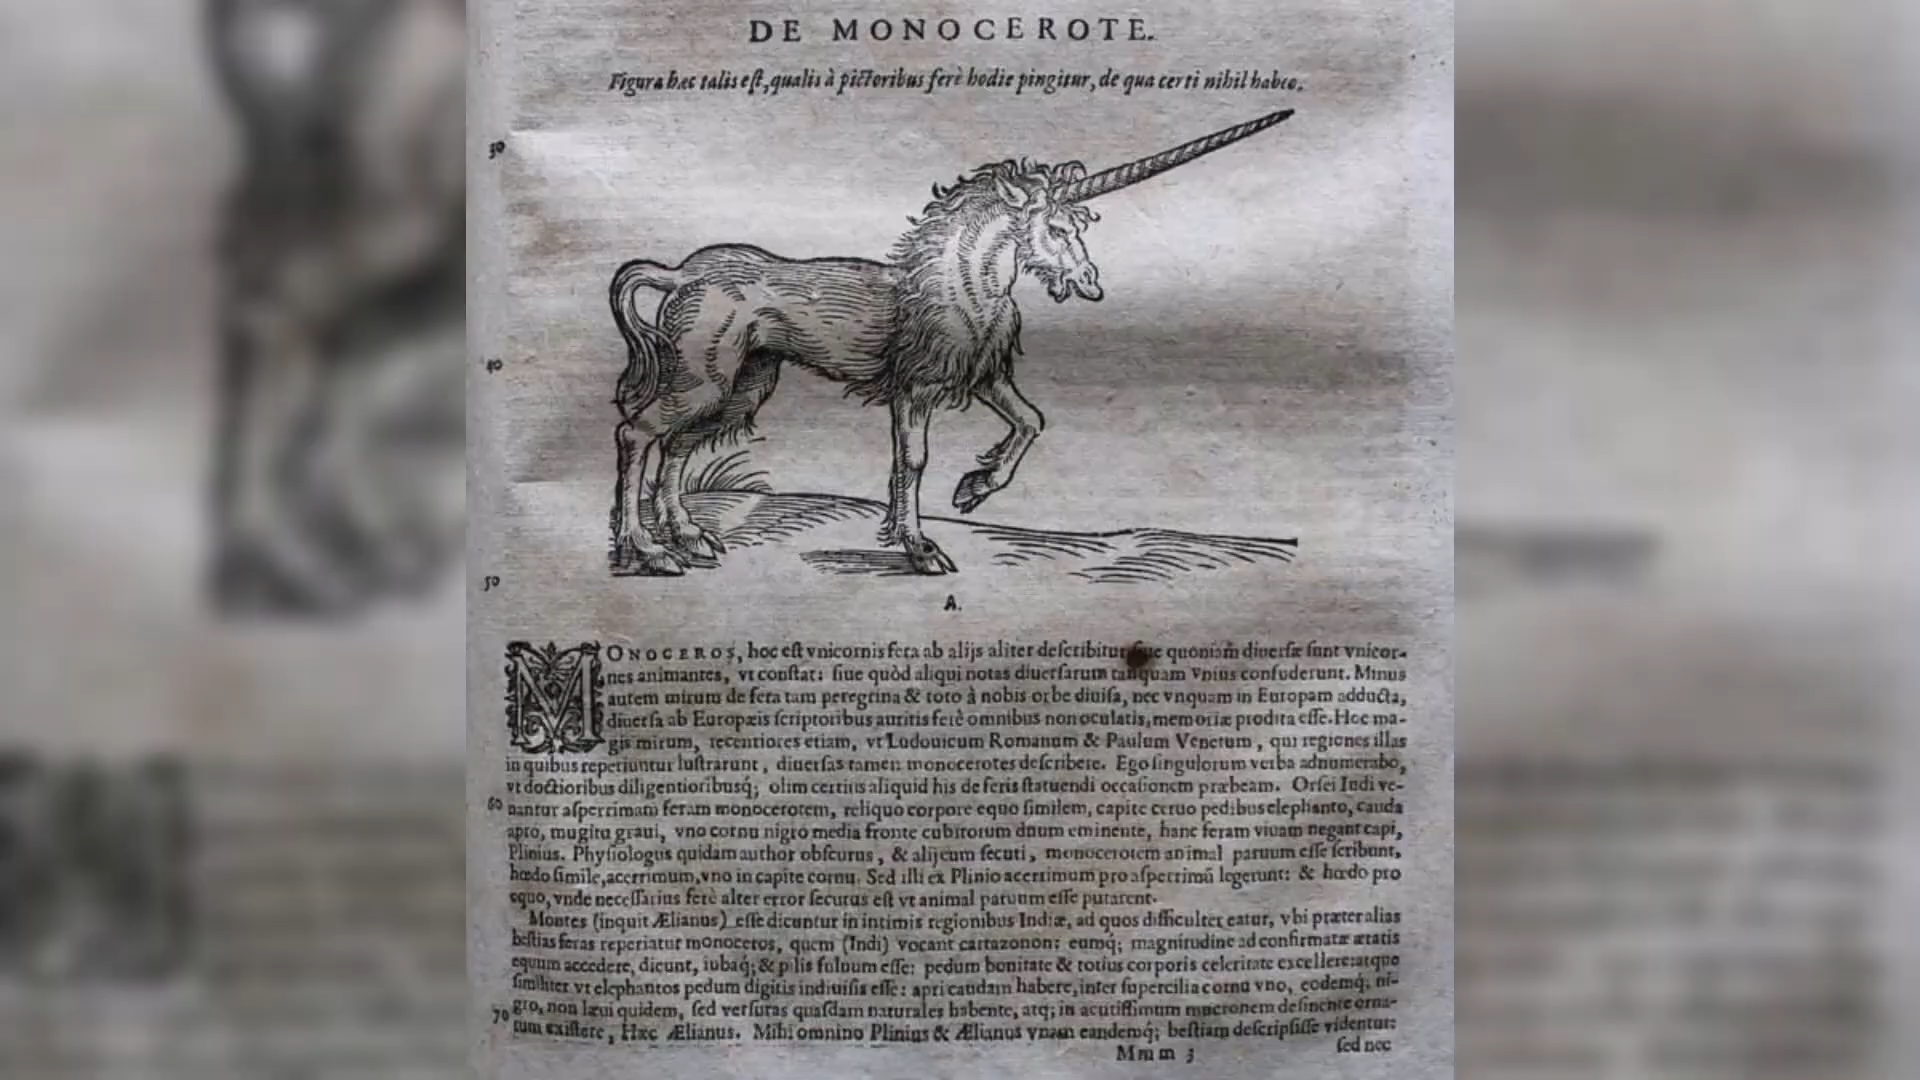 DE MONOCEROTE.
Figura hæc talis eſt, qualis à pictoribus ferè hodie pingitur, de qua certi nihil habeo.
30
40
50
A.
MONOCEROS, hoc eſt vnicornis fera ab alijs aliter deſcribitur ſiue quoniam̃ diuerſæ ſunt vnicor-
nes animantes, vt conſtat: ſiue quòd aliqui notas diuerſarum tanquam vnius confuderunt. Minus
autem mirum de fera tam peregrina & toto à nobis orbe diuiſa, nec vnquam in Europam adducta,
diuerſa ab Europæis ſcriptoribus auritis ferè omnibus non oculatis, memoriæ prodita eſſe. Hoc ma-
gis mirum, recentiores etiam, vt Ludouicum Romanum & Paulum Venetum, qui regiones illas
in quibus reperiuntur luſtrarunt, diuerſas tamen monocerotes deſcribere. Ego ſingulorum verba adnumerabo,
vt doctioribus diligentioribusq́; olim certius aliquid his de feris ſtatuendi occaſionem præbeam. Orſei Indi ve-
60 nantur aſperrimam feram monocerotem, reliquo corpore equo ſimilem, capite ceruo pedibus elephanto, cauda
apro, mugitu graui, vno cornu nigro media fronte cubitorum duum eminente, hanc feram viuam negant capi,
Plinius. Phyſiologus quidam author obſcurus, & alij eum ſecuti, monocerotem animal paruum eſſe ſcribunt,
hœdo ſimile, acerrimum, vno in capite cornu. Sed illi ex Plinio acerrimum pro aſperrimũ legerunt: & hœdo pro
equo, vnde neceſſarius ferè alter error ſecutus eſt vt animal paruum eſſe putarent.
Montes (inquit Ælianus) eſſe dicuntur in intimis regionibus Indiæ, ad quos difficulter eatur, vbi præter alias
beſtias feras reperiatur monoceros, quem (Indi) vocant cartazonon: eumq́; magnitudine ad confirmatæ ætatis
equum accedere, dicunt, iubaq́; & pilis fuluum eſſe: pedum bonitate & totius corporis celeritate excellere: atque
ſimiliter vt elephantos pedum digitis indiuiſis eſſe: apri caudam habere, inter ſupercilia cornu vno, eodemq́; ni-
70 gro, non læui quidem, ſed verſuras quaſdam naturales habente, atq́; in acutiſſimum mucronem deſinente orna-
tum exiſtere, Hæc Ælianus. Mihi omnino Plinius & Ælianus vnam eandemq́; beſtiam deſcripſiſſe videntur:
Mmm 3 ſed nec